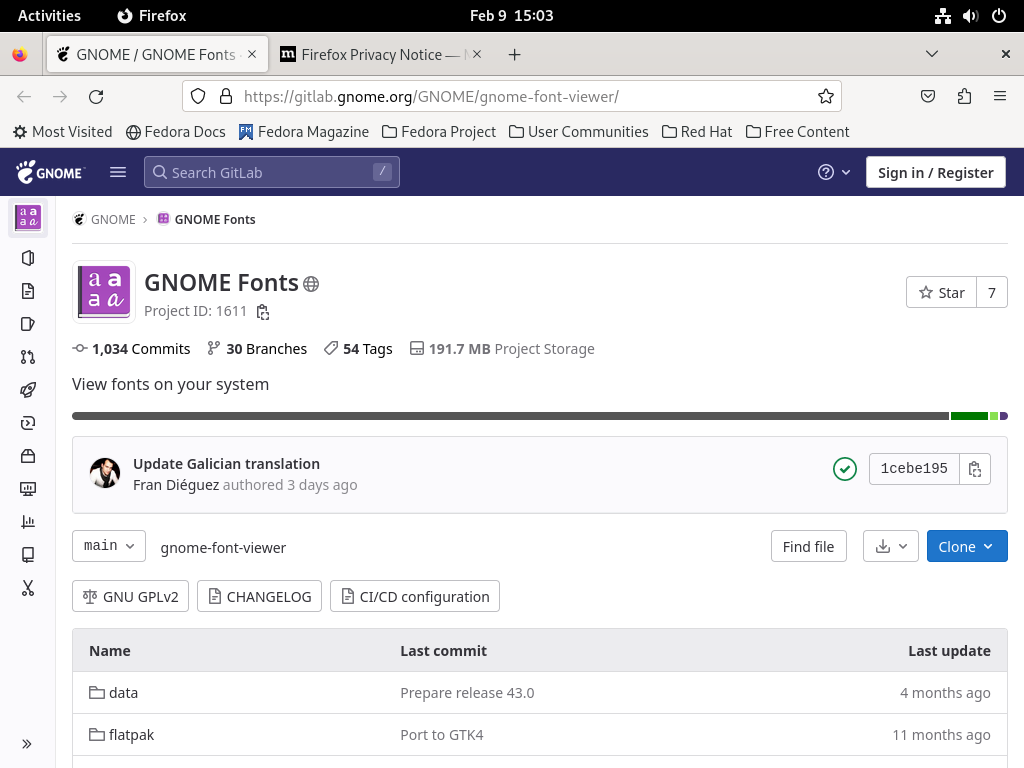 Activities Firefox Feb 9 15:03
GNOME / GNOME Fonts Firefox Privacy Notice —
https://gitlab.gnome.org/GNOME/gnome-font-viewer/
Most Visited Fedora Docs Fedora Magazine Fedora Project User Communities Red Hat Free Content
GNOME Search GitLab / Sign in / Register
GNOME › GNOME Fonts
GNOME Fonts
Project ID: 1611
Star 7
1,034 Commits 30 Branches 54 Tags 191.7 MB Project Storage
View fonts on your system
Update Galician translation
Fran Diéguez authored 3 days ago
1cebe195
main gnome-font-viewer Find file Clone
GNU GPLv2 CHANGELOG CI/CD configuration
Name Last commit Last update
data Prepare release 43.0 4 months ago
flatpak Port to GTK4 11 months ago